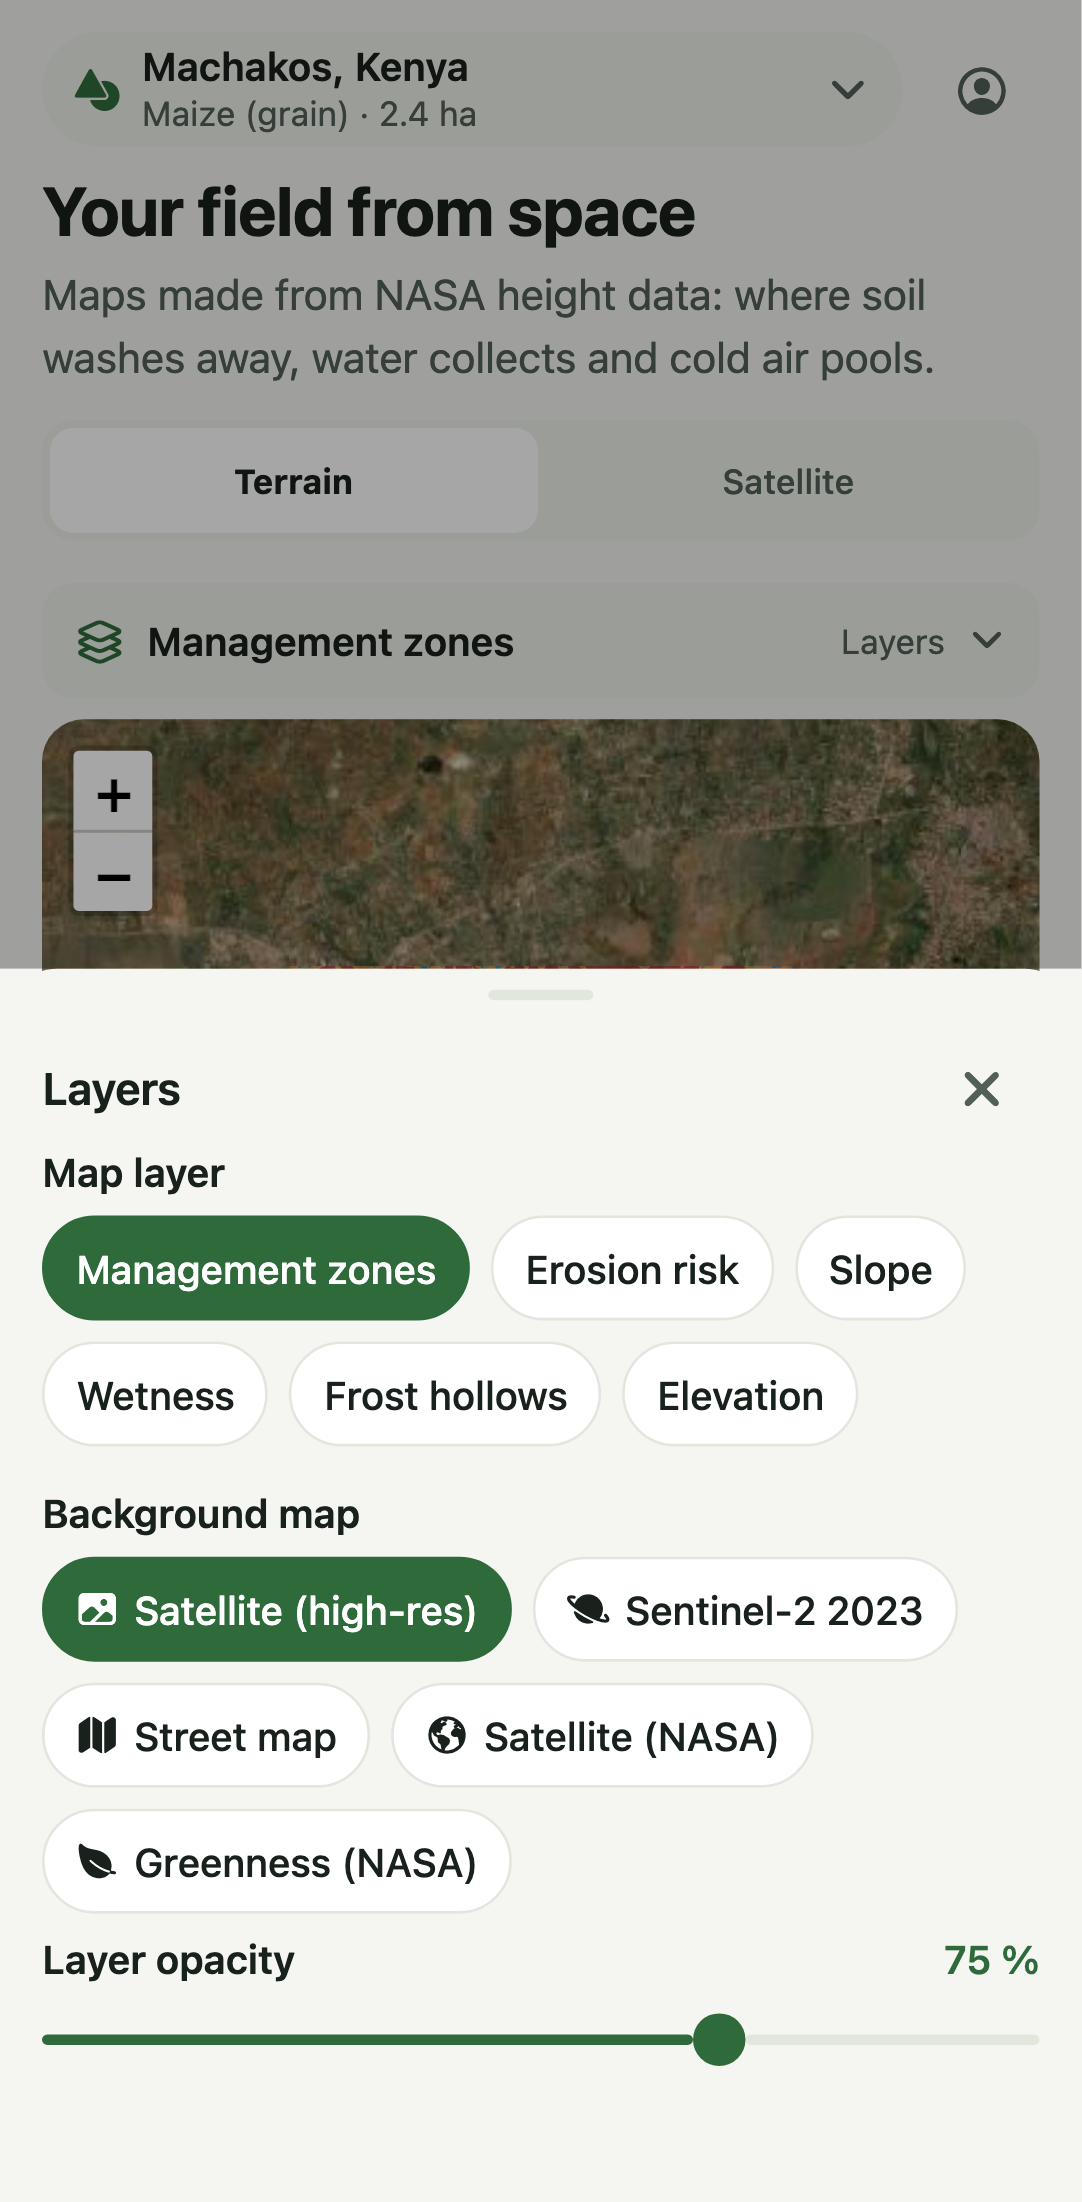 Machakos, Kenya
Maize (grain) · 2.4 ha
Your field from space
Maps made from NASA height data: where soil
washes away, water collects and cold air pools.
Terrain
Satellite
Management zones
Layers
+
−
Layers
Map layer
Management zones
Erosion risk
Slope
Wetness
Frost hollows
Elevation
Background map
Satellite (high-res)
Sentinel-2 2023
Street map
Satellite (NASA)
Greenness (NASA)
Layer opacity
75 %